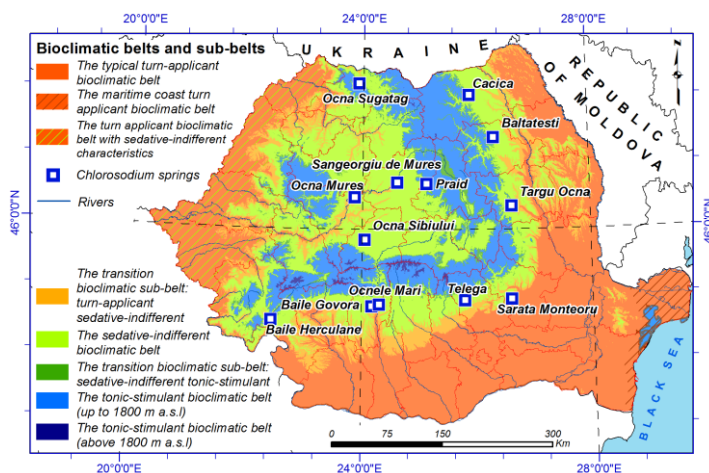 20°0'0"E 24°0'0"E 28°0'0"E
Bioclimatic belts and sub-belts
The typical turn-applicant
bioclimatic belt
The maritime coast turn
applicant bioclimatic belt
The turn applicant bioclimatic
belt with sedative-indifferent
characteristics
Chlorosodium springs
Rivers
The transition
bioclimatic sub-belt:
turn-applicant
sedative-indifferent
The sedative-indifferent
bioclimatic belt
The transition bioclimatic sub-belt:
sedative-indifferent tonic-stimulant
The tonic-stimulant bioclimatic belt
(up to 1800 m a.s.l)
The tonic-stimulant bioclimatic belt
(above 1800 m a.s.l)
UKRAINE
REPUBLIC
OF MOLDOVA
N
Ocna Sugatag
Cacica
Baltatesti
Sangeorgiu de Mures
Ocna Mures
Praid
Targu Ocna
Ocna Sibiului
Ocnele Mari
Telega
Baile Govora
Sarata Monteoru
Baile Herculane
BLACK SEA
46°0'0"N
46°0'0"N
0 75 150 300
Km
20°0'0"E 24°0'0"E 28°0'0"E